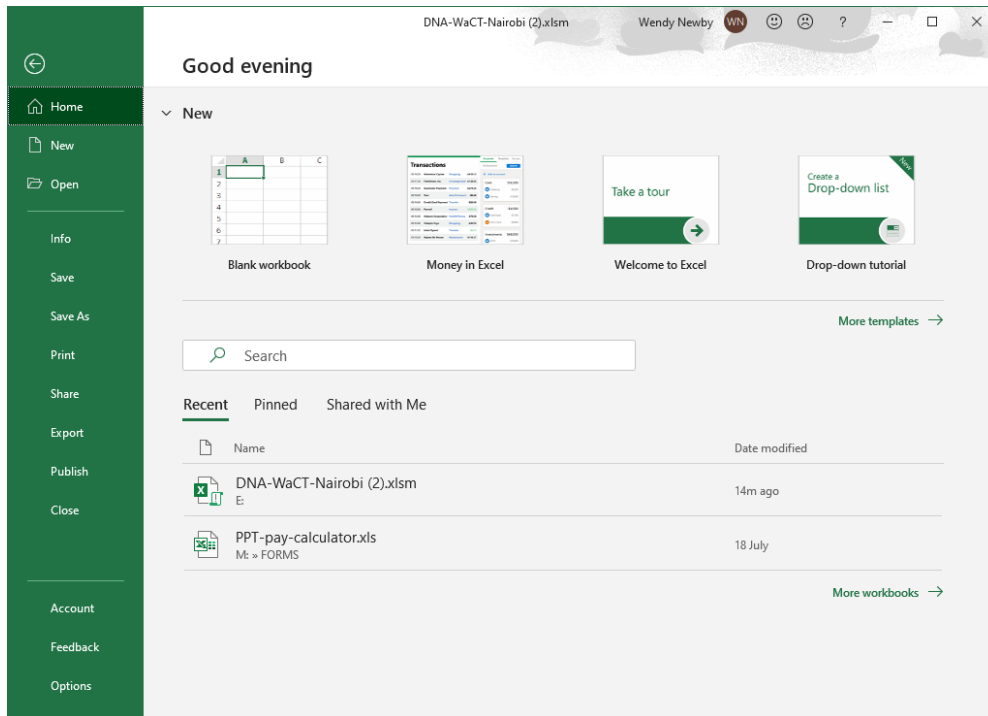 DNA-WaCT-Nairobi (2).xlsm
Wendy Newby
WN
?
Good evening
Home
New
Open
Info
Save
Save As
Print
Share
Export
Publish
Close
Account
Feedback
Options
New
A B C
1
2
3
4
5
6
7
Transactions
Take a tour
Create a
Drop-down list
New
Blank workbook
Money in Excel
Welcome to Excel
Drop-down tutorial
More templates
Search
Recent Pinned Shared with Me
Name Date modified
DNA-WaCT-Nairobi (2).xlsm
E:
14m ago
PPT-pay-calculator.xls
M: » FORMS
18 July
More workbooks